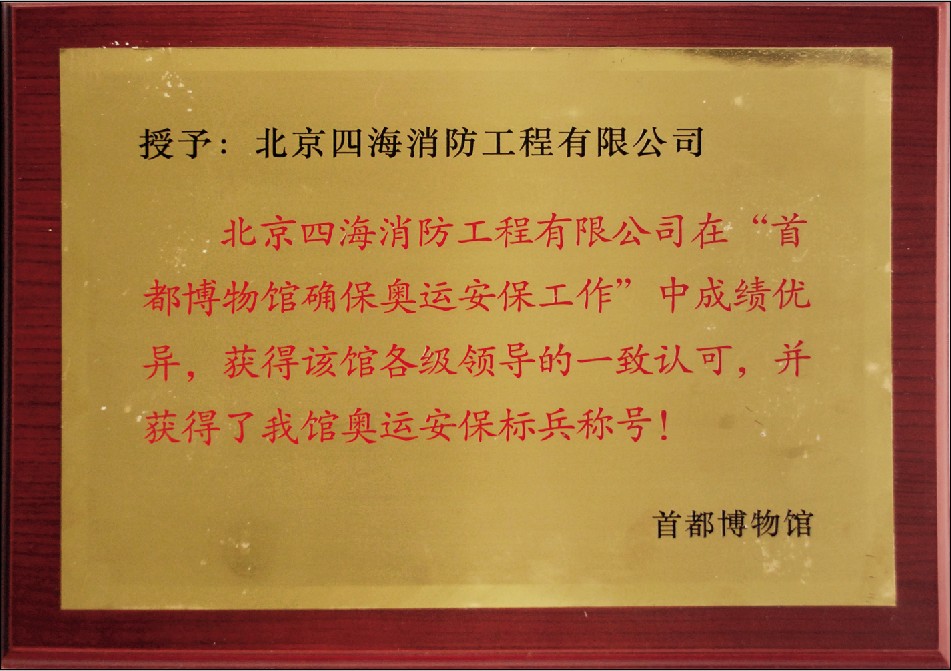 授予：北京四海消防工程有限公司
北京四海消防工程有限公司在“首
都博物馆确保奥运安保工作”中成绩优
异，获得该馆各级领导的一致认可，并
获得了我馆奥运安保标兵称号！
首都博物馆